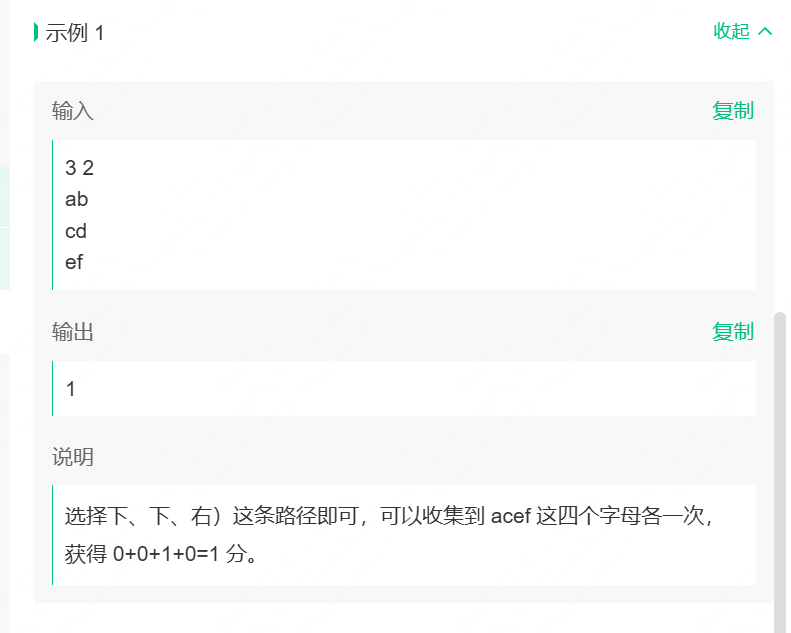 示例 1
收起
输入
复制
3 2
ab
cd
ef
输出
复制
1
说明
选择下、下、右）这条路径即可，可以收集到 acef 这四个字母各一次，
获得 0+0+1+0=1 分。